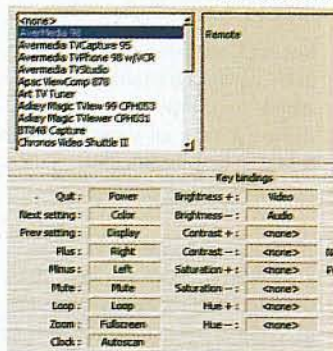 <none>
AverMedia 98
Avermedia TVCapture 95
Avermedia TVPhone 98 w/VCR
Avermedia TVStudio
Apac ViewComp 878
Art TV Tuner
Askey Magic TView 99 CPH053
Askey Magic TViewer CPH031
BT848 Capture
Chronos Video Shuttle II
Remote
Key bindings
Quit : Power Brightness + : Video
Next setting : Color Brightness -- : Audio
Prev setting : Display Contrast + : <none>
Plus : Right Contrast -- : <none>
Minus : Left Saturation + : <none>
Mute : Mute Saturation -- : <none>
Loop : Loop Hue + : <none>
Zoom : Fullscreen Hue -- : <none>
Clock : Autoscan